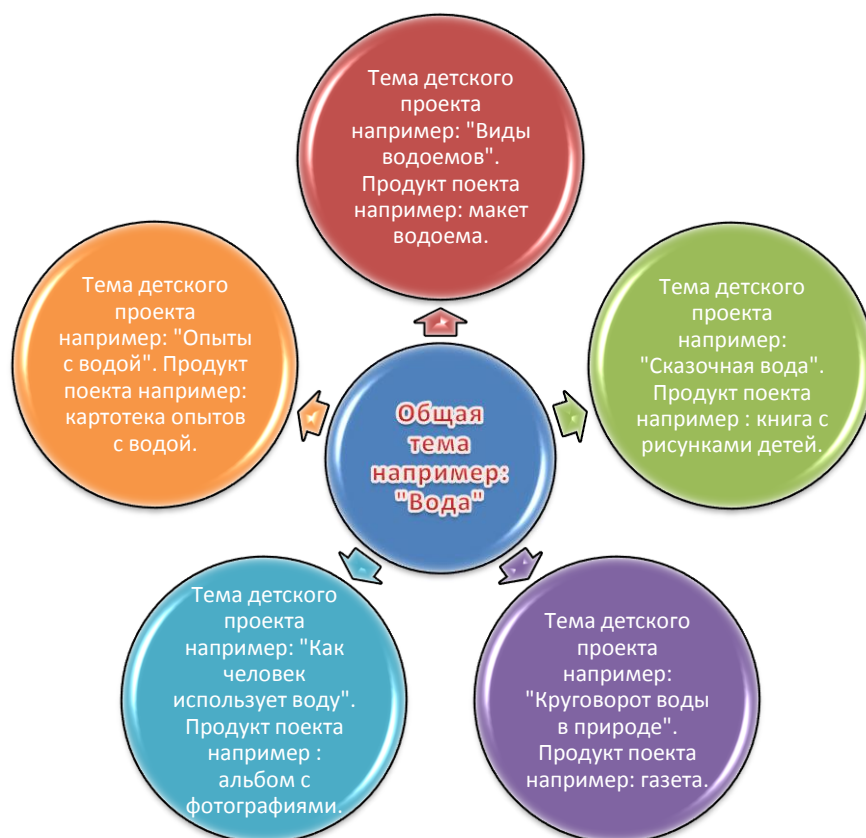 Тема детского
проекта
например: "Виды
водоемов".
Продукт поекта
например: макет
водоема.
Тема детского
проекта
например: "Опыты
с водой". Продукт
поекта например:
картотека опытов
с водой.
Тема детского
проекта
например:
"Сказочная вода".
Продукт поекта
например : книга с
рисунками детей.
Общая
тема
например:
"Вода"
Тема детского
проекта
например: "Как
человек
использует воду".
Продукт поекта
например :
альбом с
фотографиями.
Тема детского
проекта
например:
"Круговорот воды
в природе".
Продукт поекта
например: газета.